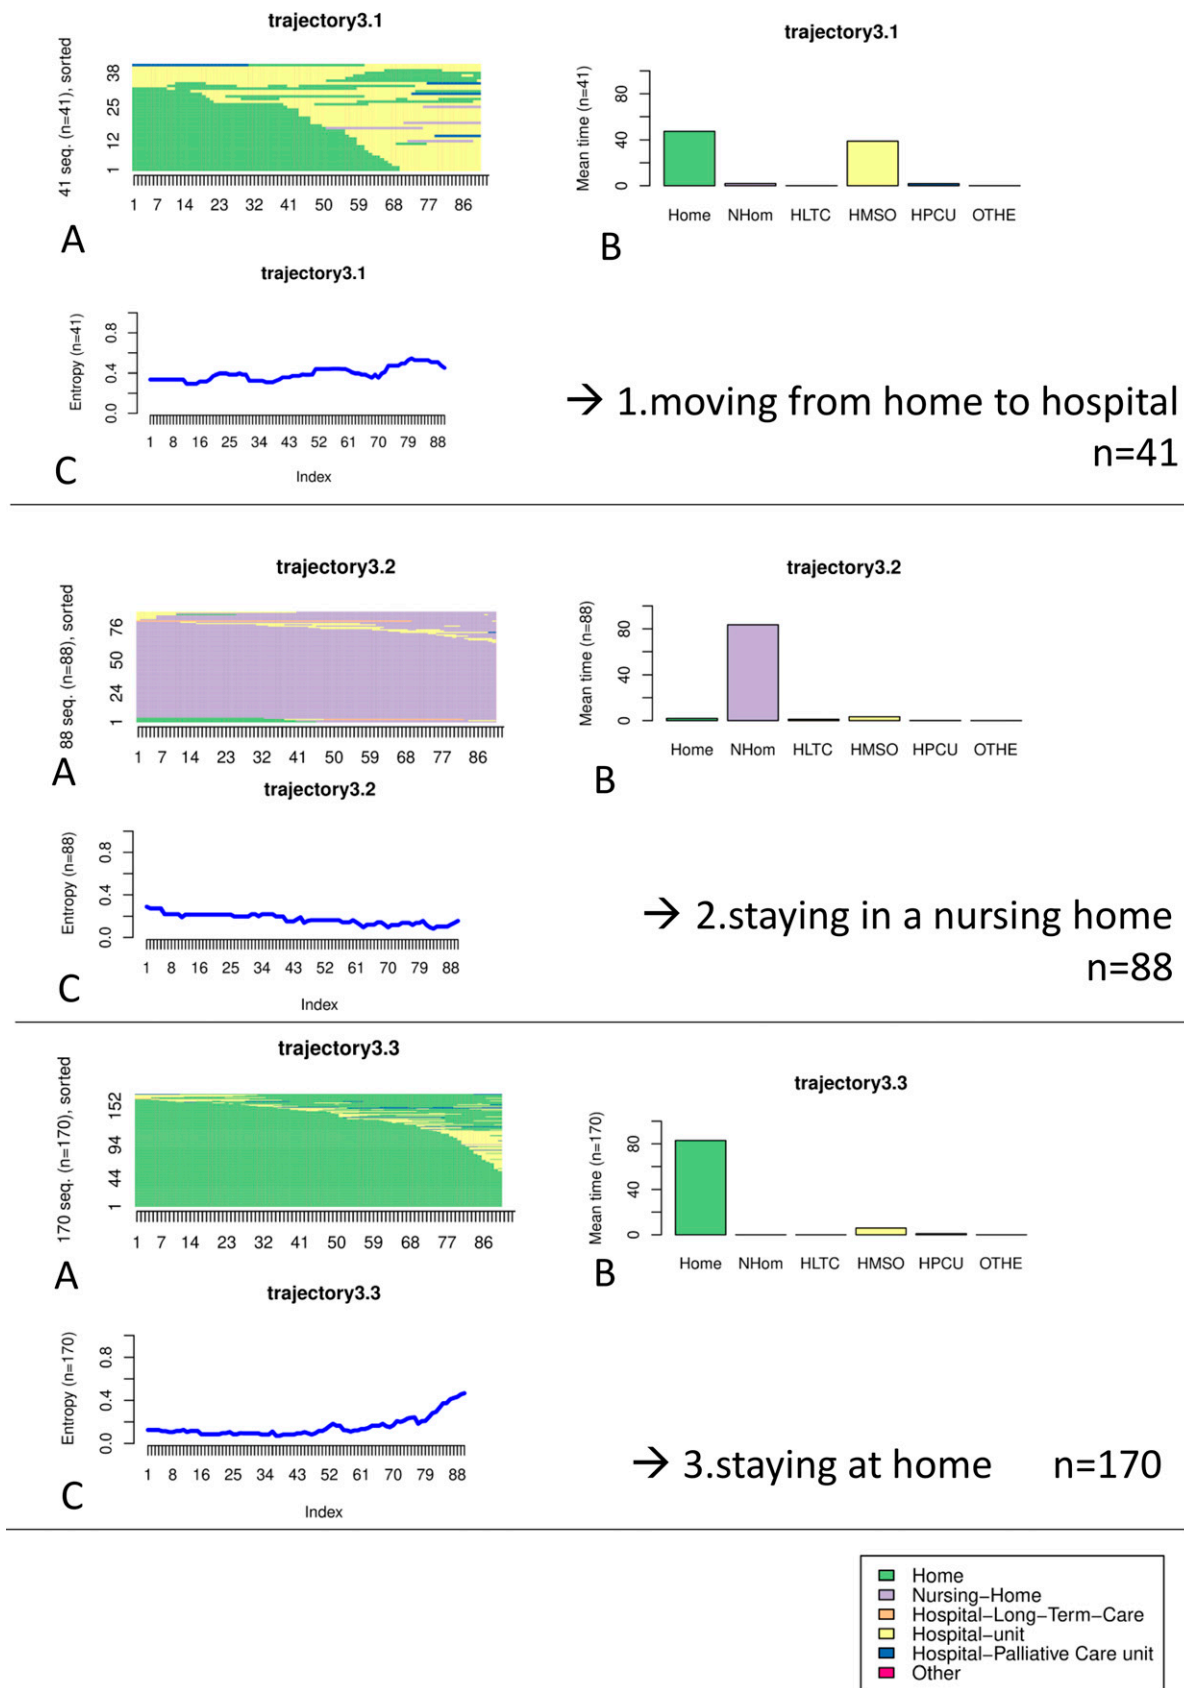 trajectory3.1
41 seq. (n=41), sorted
1 12 25 38
1 7 14 23 32 41 50 59 68 77 86
A
trajectory3.1
Mean time (n=41)
0 40 80
Home NHom HLTC HMSO HPCU OTHE
B
trajectory3.1
Entropy (n=41)
0.0 0.4 0.8
1 8 16 25 34 43 52 61 70 79 88
Index
C
→ 1.moving from home to hospital
n=41
trajectory3.2
88 seq. (n=88), sorted
1 24 50 76
1 7 14 23 32 41 50 59 68 77 86
A
trajectory3.2
Mean time (n=88)
0 40 80
Home NHom HLTC HMSO HPCU OTHE
B
trajectory3.2
Entropy (n=88)
0.0 0.4 0.8
1 8 16 25 34 43 52 61 70 79 88
Index
C
→ 2.staying in a nursing home
n=88
trajectory3.3
170 seq. (n=170), sorted
1 44 94 152
1 7 14 23 32 41 50 59 68 77 86
A
trajectory3.3
Mean time (n=170)
0 40 80
Home NHom HLTC HMSO HPCU OTHE
B
trajectory3.3
Entropy (n=170)
0.0 0.4 0.8
1 8 16 25 34 43 52 61 70 79 88
Index
C
→ 3.staying at home n=170
Home
Nursing−Home
Hospital−Long−Term−Care
Hospital−unit
Hospital−Palliative Care unit
Other